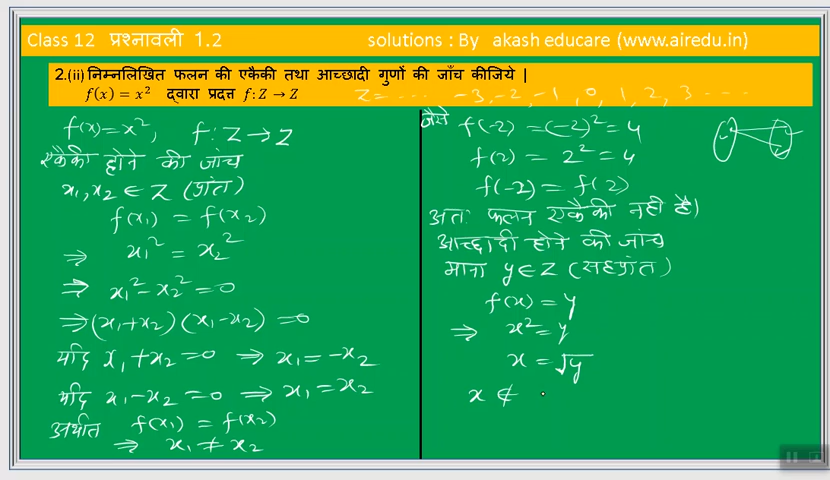 Class 12 प्रश्नावली 1.2 solutions : By akash educare (www.airedu.in)
2.(ii) निम्नलिखित फलन की एकैकी तथा आच्छादी गुणों की जाँच कीजिये |
f(x) = x² द्वारा प्रदत्त f: Z → Z
Z = ... -3, -2, -1, 0, 1, 2, 3 ...
f(x) = x², f: Z → Z
एकैकी होने की जांच
x₁, x₂ ∈ Z (प्रांत)
f(x₁) = f(x₂)
⇒ x₁² = x₂²
⇒ x₁² - x₂² = 0
⇒ (x₁+x₂) (x₁-x₂) = 0
यदि x₁+x₂ = 0 ⇒ x₁ = -x₂
यदि x₁-x₂ = 0 ⇒ x₁ = x₂
अर्थात f(x₁) = f(x₂)
⇒ x₁ ≠ x₂
जैसे f(-2) = (-2)² = 4
f(2) = 2² = 4
f(-2) = f(2)
अतः फलन एकैकी नही है।
आच्छादी होने की जांच
माना y ∈ Z (सहप्रांत)
f(x) = y
⇒ x² = y
x = √y
x ∉